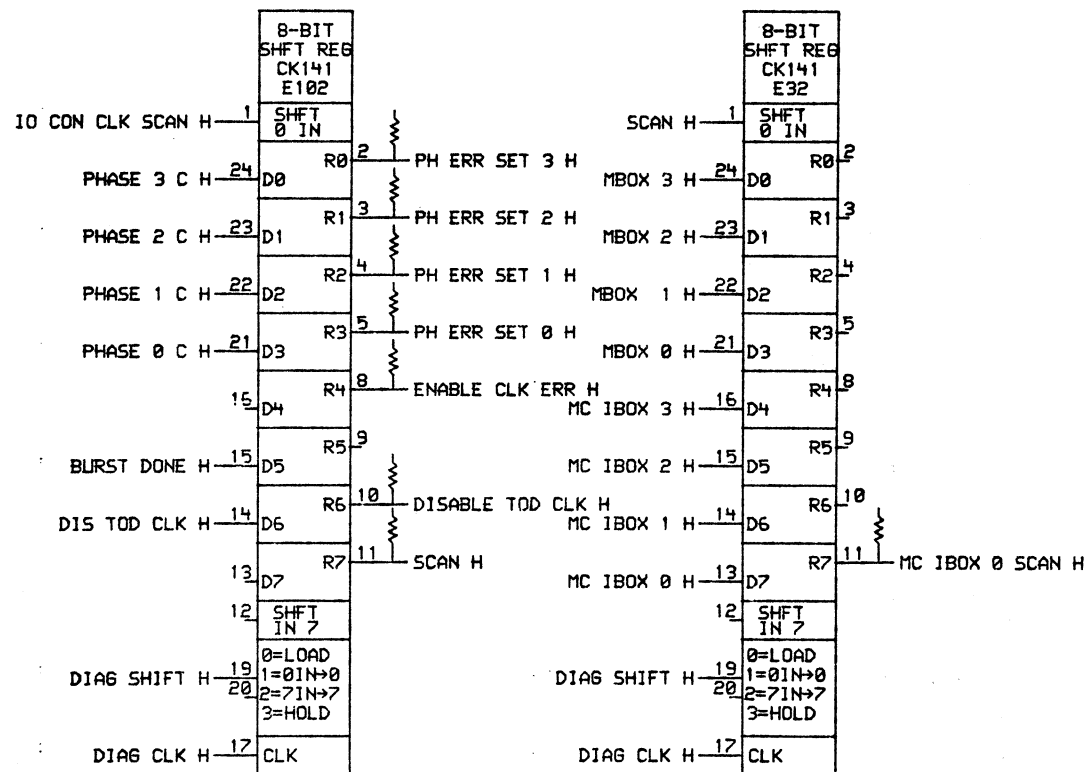 8-BIT
SHFT REG
CK141
E102
IO CON CLK SCAN H 1 SHFT
0 IN
R0 2 PH ERR SET 3 H
PHASE 3 C H 24 D0
R1 3 PH ERR SET 2 H
PHASE 2 C H 23 D1
R2 4 PH ERR SET 1 H
PHASE 1 C H 22 D2
R3 5 PH ERR SET 0 H
PHASE 0 C H 21 D3
R4 8 ENABLE CLK ERR H
15 D4
R5 9
BURST DONE H 15 D5
R6 10 DISABLE TOD CLK H
DIS TOD CLK H 14 D6
R7 11 SCAN H
13 D7
12 SHFT
IN 7
0=LOAD
DIAG SHIFT H 19 1=0IN→0
20 2=7IN→7
3=HOLD
DIAG CLK H 17 CLK
8-BIT
SHFT REG
CK141
E32
SCAN H 1 SHFT
0 IN
R0 2
MBOX 3 H 24 D0
R1 3
MBOX 2 H 23 D1
R2 4
MBOX 1 H 22 D2
R3 5
MBOX 0 H 21 D3
R4 8
MC IBOX 3 H 16 D4
R5 9
MC IBOX 2 H 15 D5
R6 10
MC IBOX 1 H 14 D6
R7 11 MC IBOX 0 SCAN H
MC IBOX 0 H 13 D7
12 SHFT
IN 7
0=LOAD
DIAG SHIFT H 19 1=0IN→0
20 2=7IN→7
3=HOLD
DIAG CLK H 17 CLK